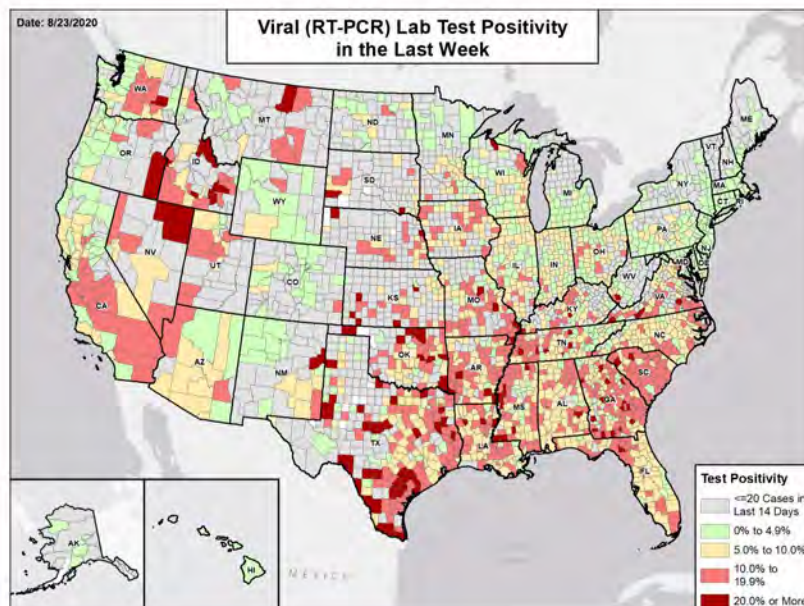 Date: 8/23/2020
Viral (RT-PCR) Lab Test Positivity
in the Last Week
WA
MT
ND
MN
ME
OR
ID
SD
WI
VT
NH
NY
MA
CT
RI
WY
MI
NV
NE
IA
PA
NJ
UT
CO
IL
IN
OH
MD
DE
CA
KS
MO
WV
VA
KY
AZ
NM
OK
AR
TN
NC
SC
TX
LA
MS
AL
GA
FL
AK
HI
MEXICO
Test Positivity
<=20 Cases in
Last 14 Days
0% to 4.9%
5.0% to 10.0%
10.0% to
19.9%
20.0% or More